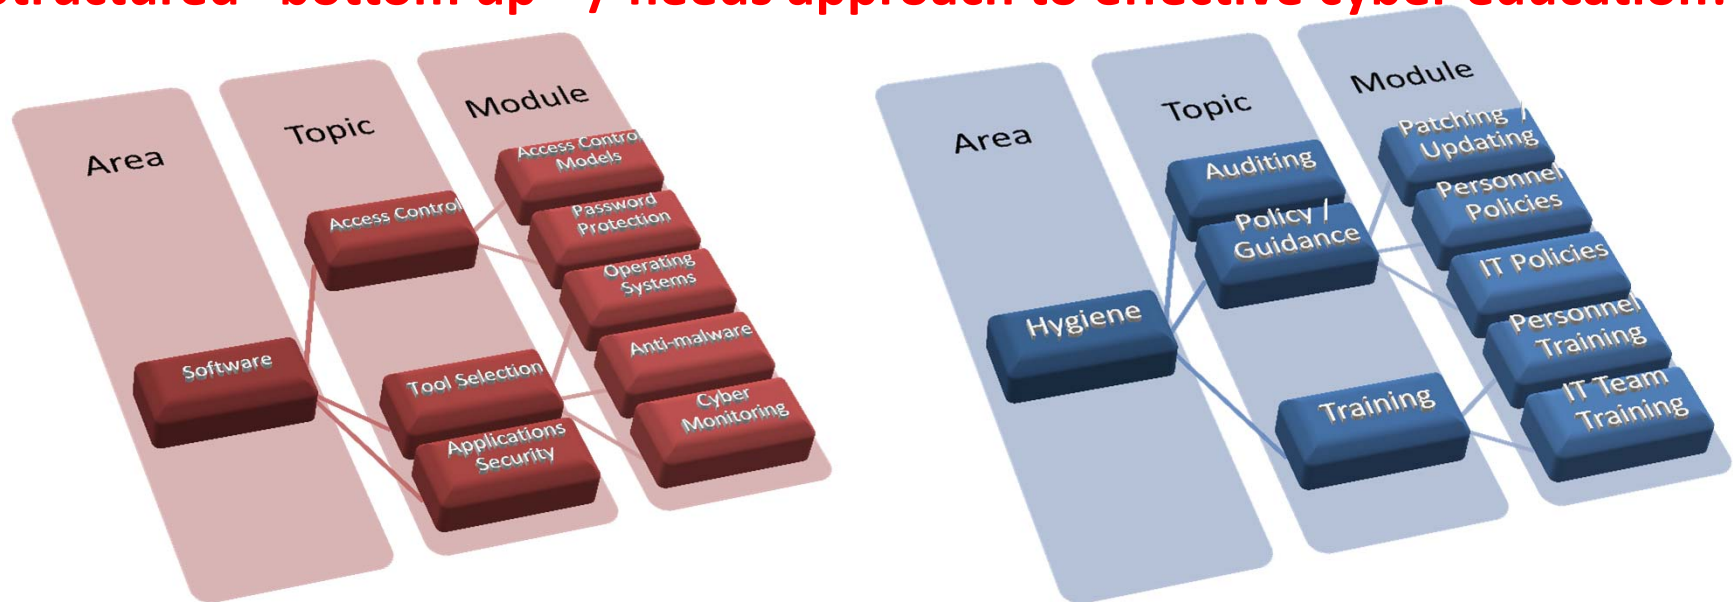 structured "bottom up" / needs approach to effective cyber education!
Area
Topic
Module
Software
Access Control
Tool Selection
Applications
Security
Access Control
Models
Password
Protection
Operating
Systems
Anti-malware
Cyber
Monitoring
Area
Topic
Module
Hygiene
Auditing
Policy /
Guidance
Training
Patching /
Updating
Personnel
Policies
IT Policies
Personnel
Training
IT Team
Training